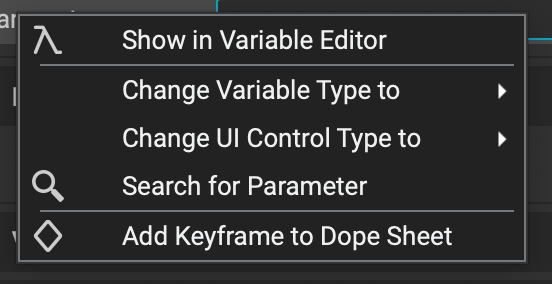 Show in Variable Editor
Change Variable Type to
Change UI Control Type to
Search for Parameter
Add Keyframe to Dope Sheet